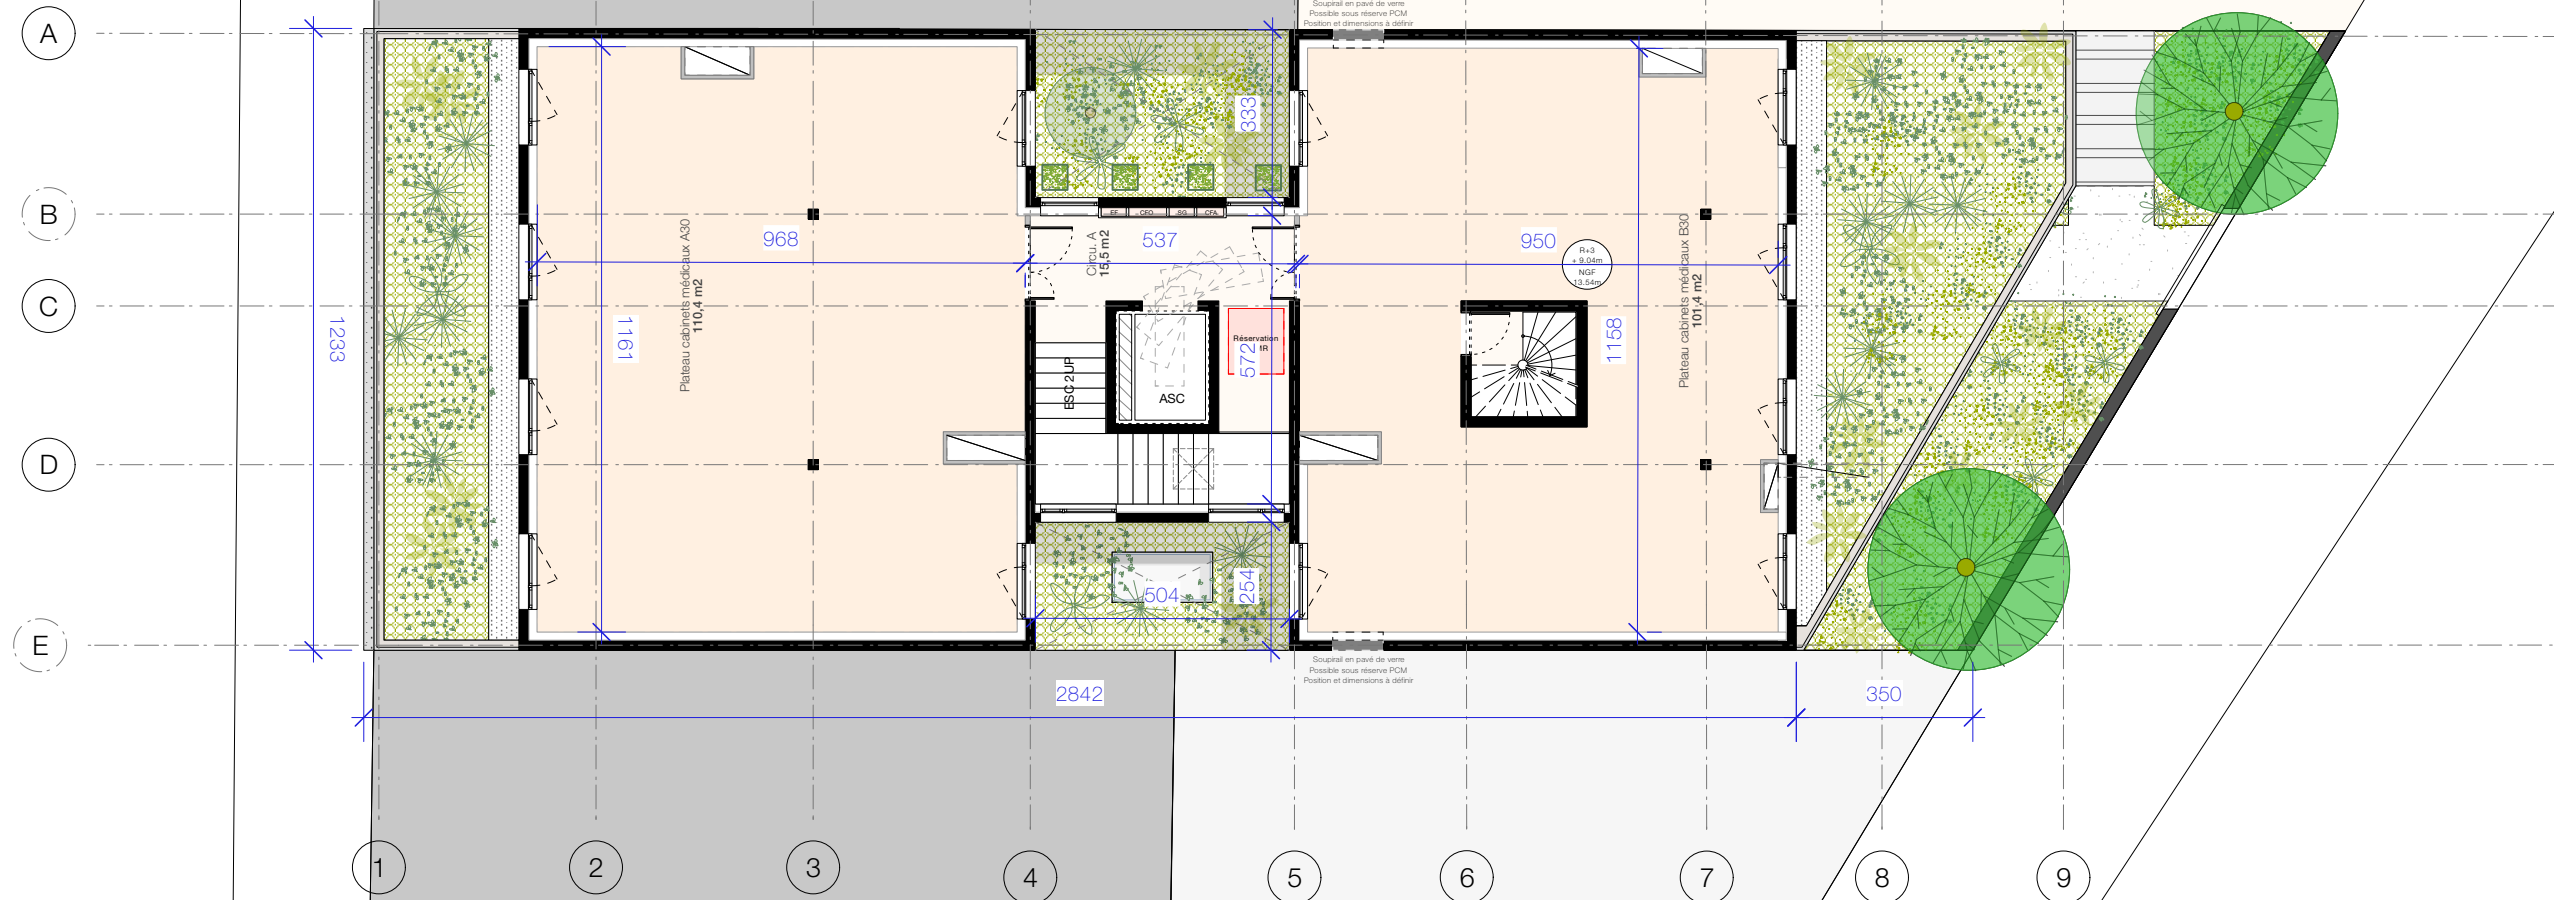 Soupirail en pavé de verre
Possible sous réserve PCM
Position et dimensions à définir
A
B
C
D
E
1233
968
1161
Plateau cabinets médicaux A30
110,4 m2
333
EF
CFO
SG
CFA
Circu. A
15,5 m2
537
ESC 2UP
ASC
Réservation
572
504
254
950
R+3
+ 9.04m
NGF
13.54m
1158
Plateau cabinets médicaux B30
101,4 m2
Soupirail en pavé de verre
Possible sous réserve PCM
Position et dimensions à définir
2842
350
1
2
3
4
5
6
7
8
9